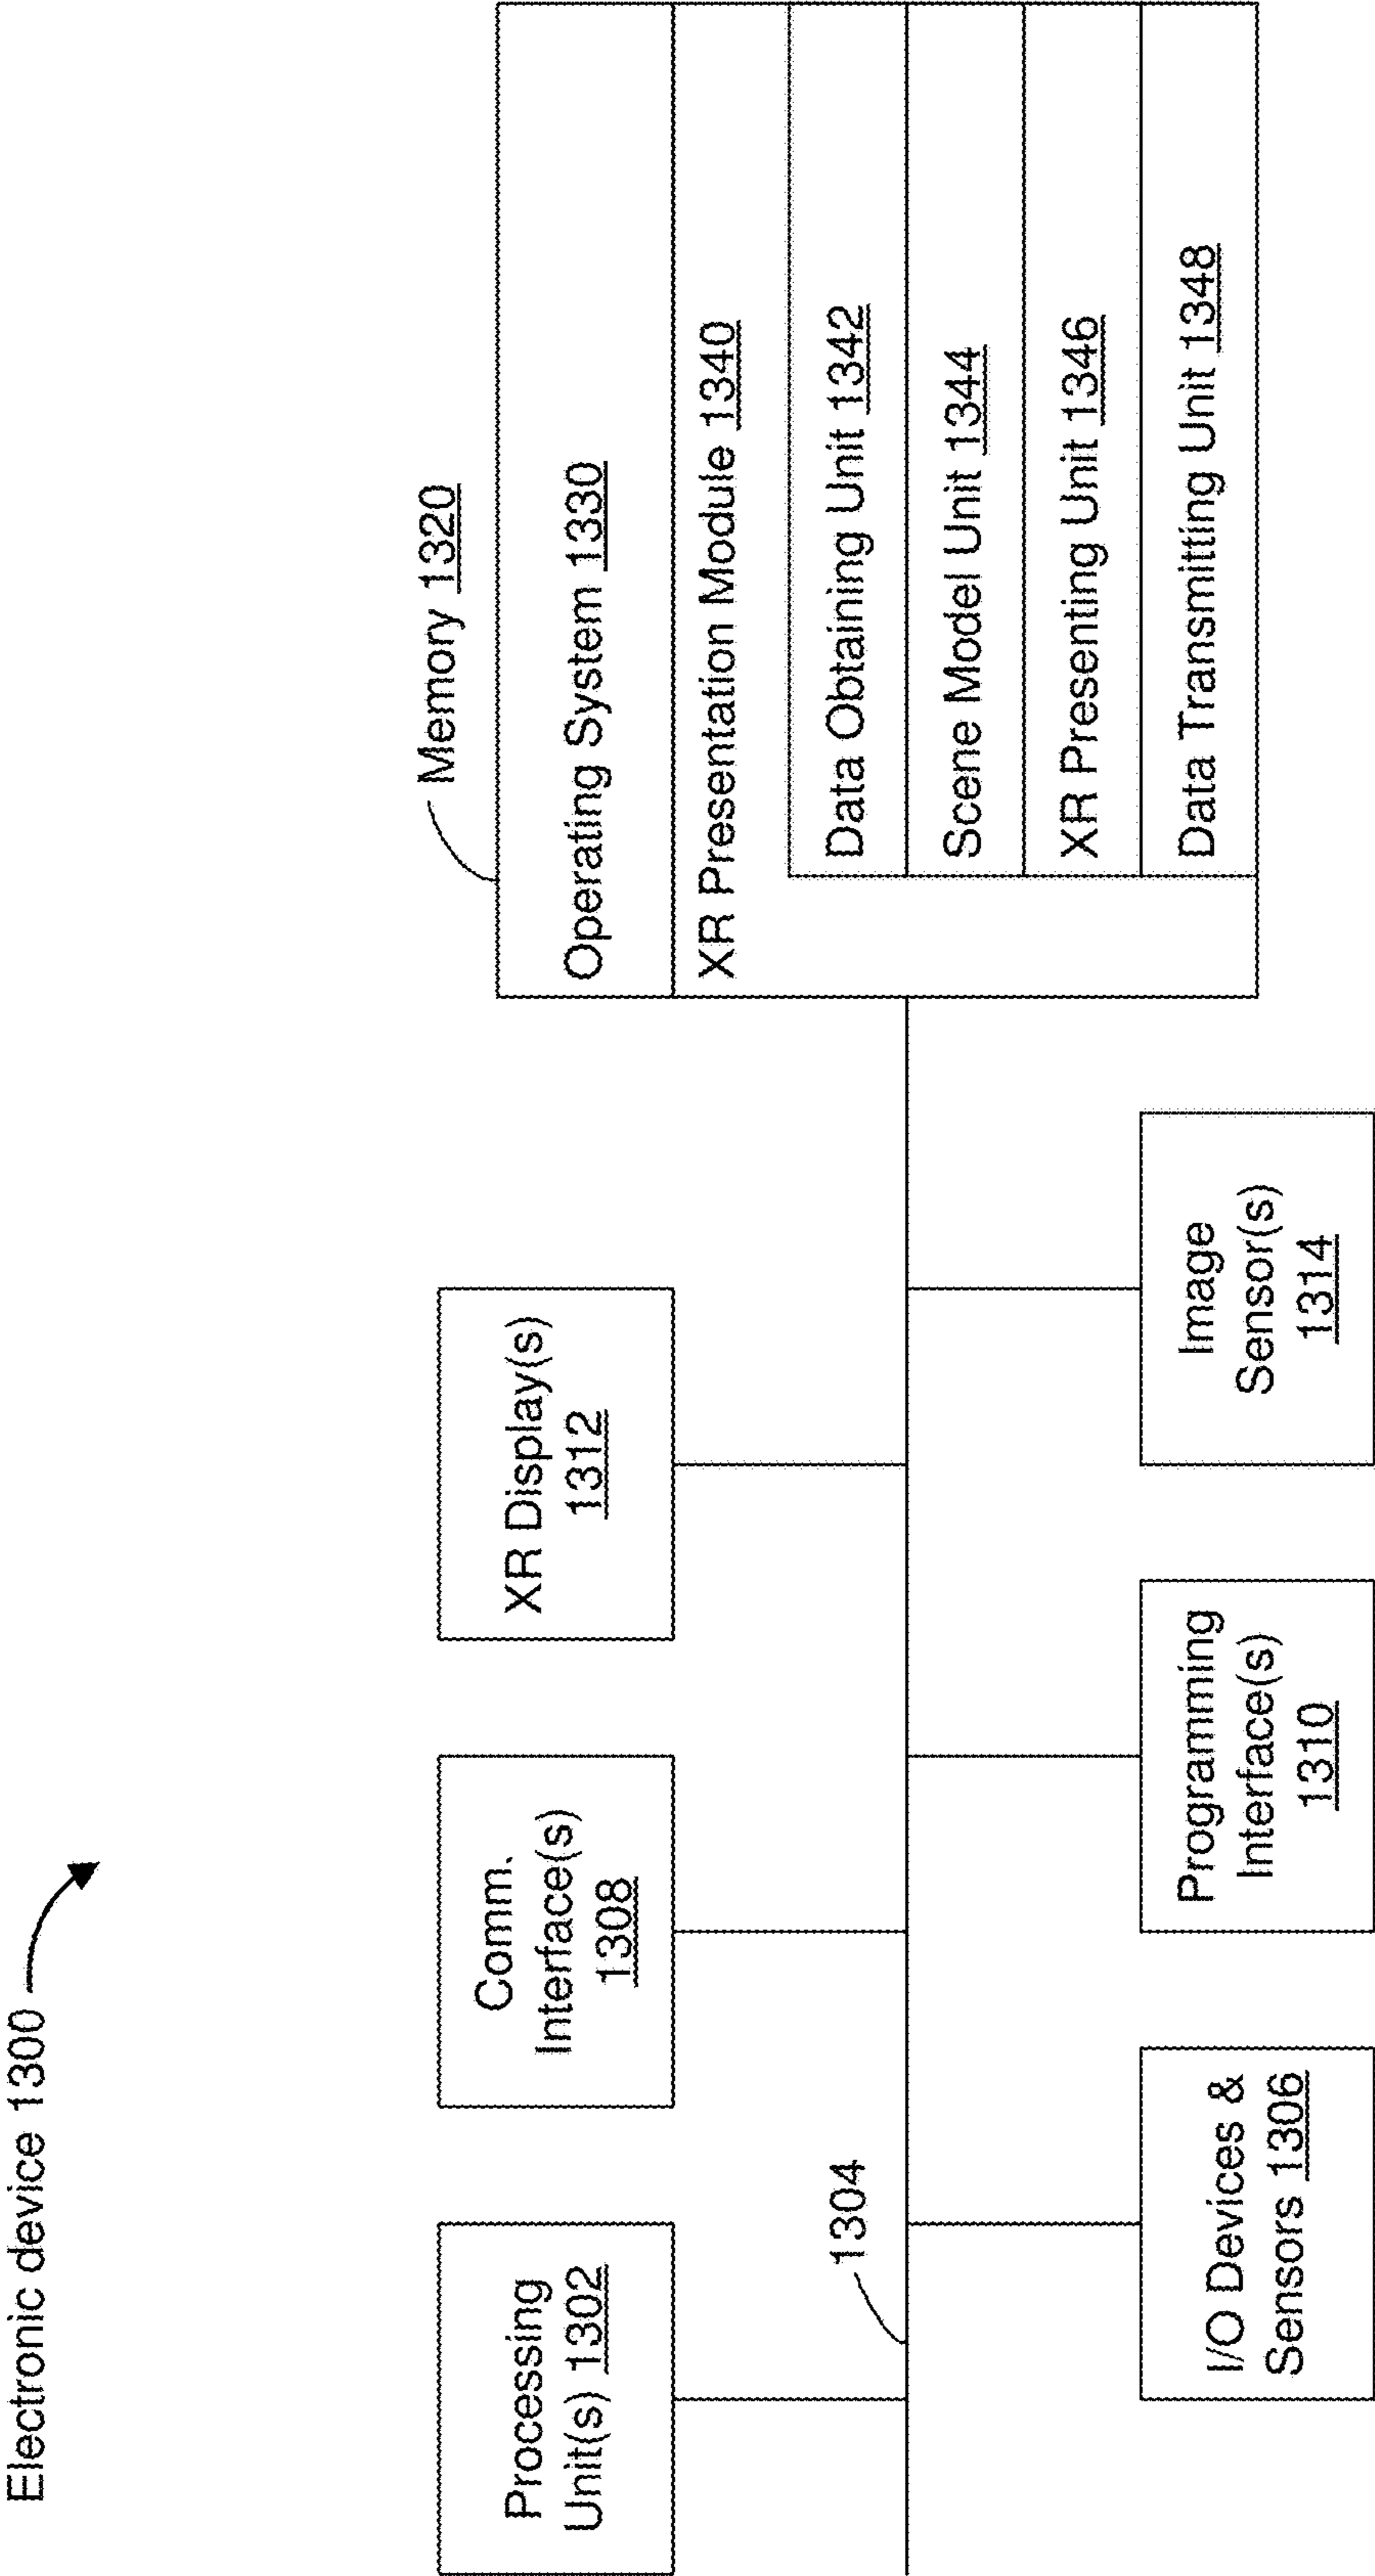 Electronic device 1300
Memory 1320
Processing
Unit(s) 1302
Comm.
Interface(s)
1308
XR Display(s)
1312
Operating System 1330
XR Presentation Module 1340
Data Obtaining Unit 1342
Scene Model Unit 1344
XR Presenting Unit 1346
Data Transmitting Unit 1348
1304
I/O Devices &
Sensors 1306
Programming
Interface(s)
1310
Image
Sensor(s)
1314